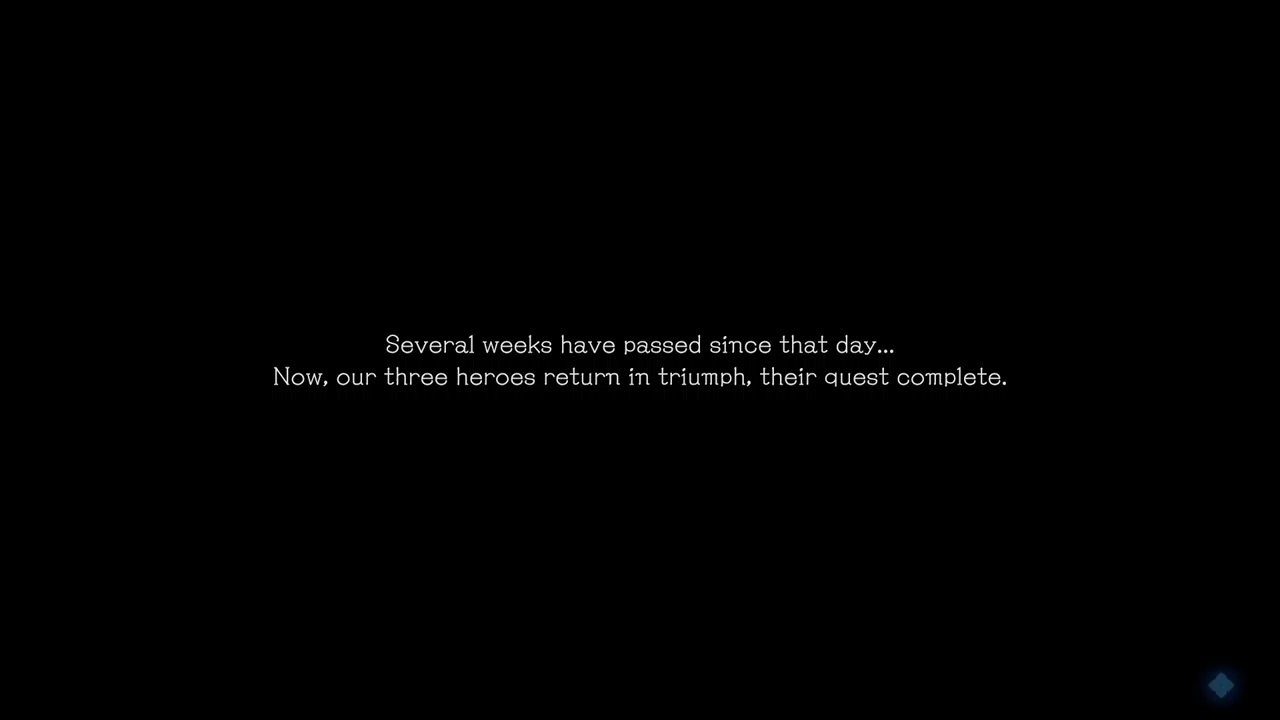 Several weeks have passed since that day...
Now, our three heroes return in triumph, their quest complete.